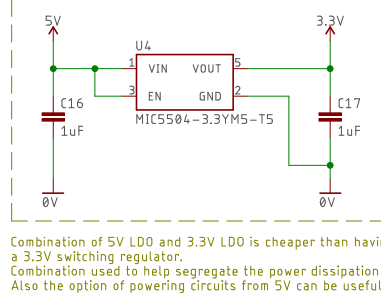 5V
3.3V
U4
1
VIN
VOUT
5
3
EN
GND
2
C16
1uF
MIC5504-3.3YM5-T5
C17
1uF
0V
0V
Combination of 5V LDO and 3.3V LDO is cheaper than
a 3.3V switching regulator.
Combination used to help segregate the power dissipation
Also the option of powering circuits from 5V can be useful